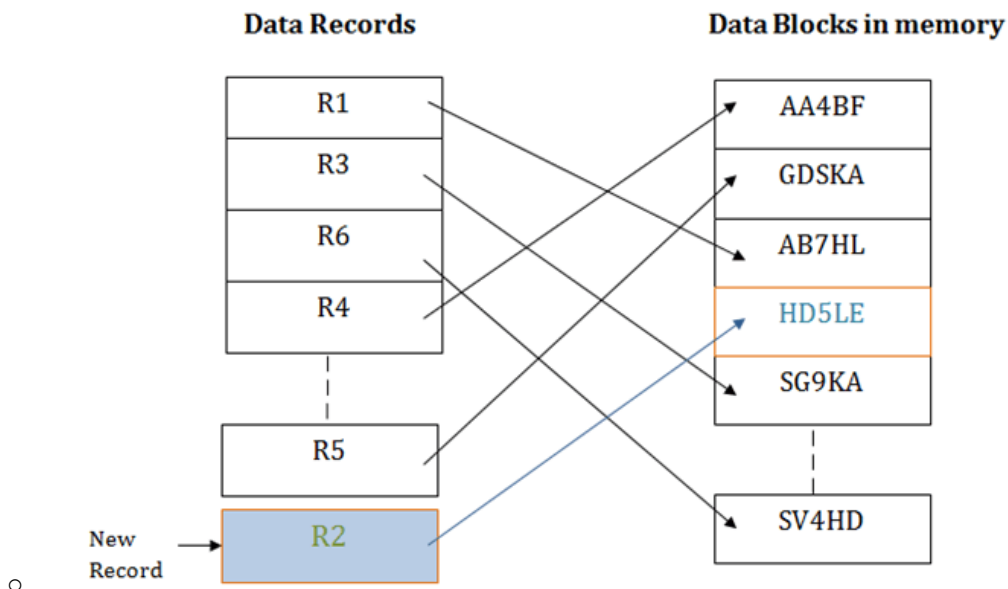 Data Records
Data Blocks in memory
R1
R3
R6
R4
R5
R2
New
Record
AA4BF
GDSKA
AB7HL
HD5LE
SG9KA
SV4HD